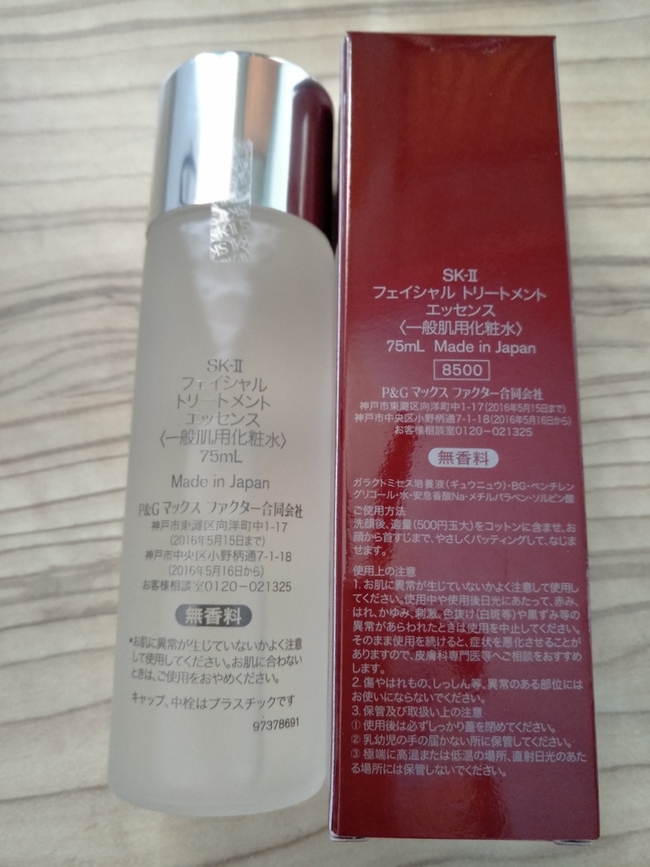 SK-II
フェイシャル
トリートメント
エッセンス
〈一般肌用化粧水〉
75mL
Made in Japan
P&G マックス ファクター合同会社
神戸市東灘区向洋町中1-17
(2016年5月15日まで)
神戸市中央区小野柄通7-1-18
(2016年5月16日から)
お客様相談室0120-021325
無香料
*お肌に異常が生じていないかよく注意
して使用してください。お肌に合わない
ときは、ご使用をおやめください。
キャップ、中栓はプラスチックです
97378691
SK-II
フェイシャル トリートメント
エッセンス
〈一般肌用化粧水〉
75mL Made in Japan
8500
P&G マックス ファクター合同会社
神戸市東灘区向洋町中1-17(2016年5月15日まで)
神戸市中央区小野柄通7-1-18(2016年5月16日から)
お客様相談室0120-021325
無香料
ガラクトミセス培養液(ギュウニュウ)・BG・ペンチレン
グリコール・水・安息香酸Na・メチルパラベン・ソルビン酸
ご使用方法
洗顔後、適量(500円玉大)をコットンに含ませ、お
顔から首すじまで、やさしくパッティングして、なじま
せます。
使用上の注意
1. お肌に異常が生じていないかよく注意して使用し
てください。使用中や使用後日光にあたって、赤み、
はれ、かゆみ、刺激、色抜け(白斑等)や黒ずみ等の
異常があらわれたときは使用を中止してください。
そのまま使用を続けると、症状を悪化させることが
ありますので、皮膚科専門医等へご相談をおすすめ
します。
2. 傷やはれもの、しっしん等、異常のある部位には
お使いにならないでください。
3. 保管及び取扱い上の注意
① 使用後は必ずしっかり蓋を閉めてください。
② 乳幼児の手の届かない所に保管してください。
③ 極端に高温または低温の場所、直射日光のあた
る場所には保管しないでください。